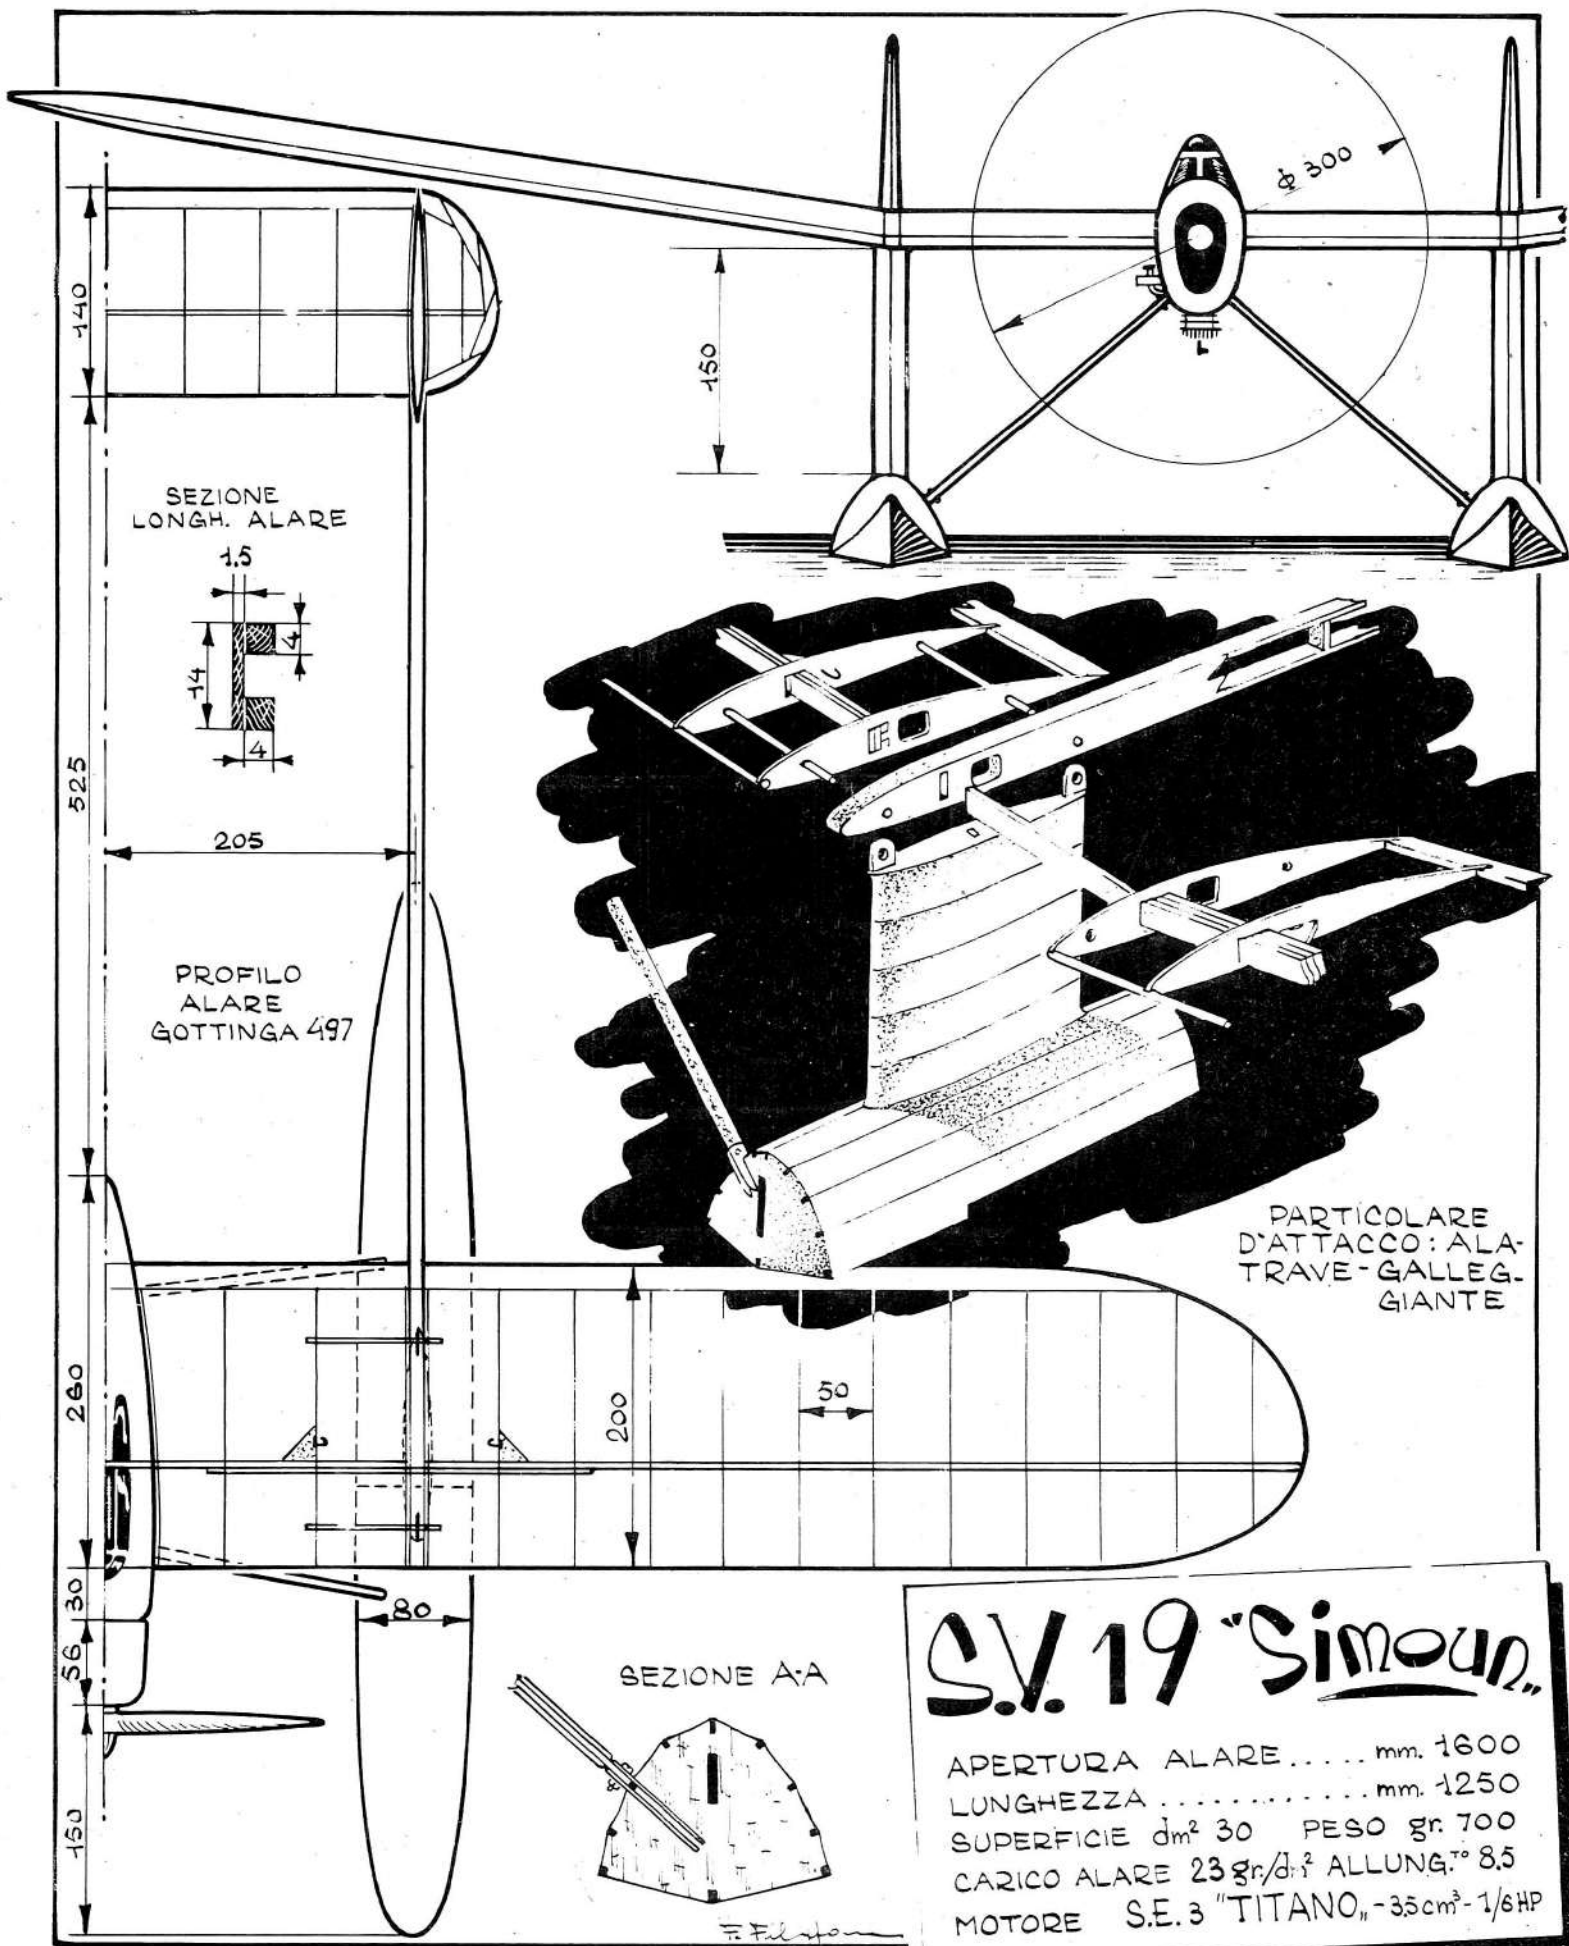 ϕ 300
140
150
SEZIONE
LONGH. ALARE
1.5
4
14
4
525
205
PROFILO
ALARE
GOTTINGA 497
PARTICOLARE
D'ATTACCO: ALA-
TRAVE-GALLEG-
GIANTE
260
200
50
30
80
56
150
SEZIONE A-A
S.V. 19 "Simoun"
APERTURA ALARE..... mm. 1600
LUNGHEZZA ............. mm. 1250
SUPERFICIE dm² 30 PESO gr. 700
CARICO ALARE 23 gr./dm² ALLUNG.TO 8.5
MOTORE S.E. 3 "TITANO" - 3.5 cm³ - 1/6 HP